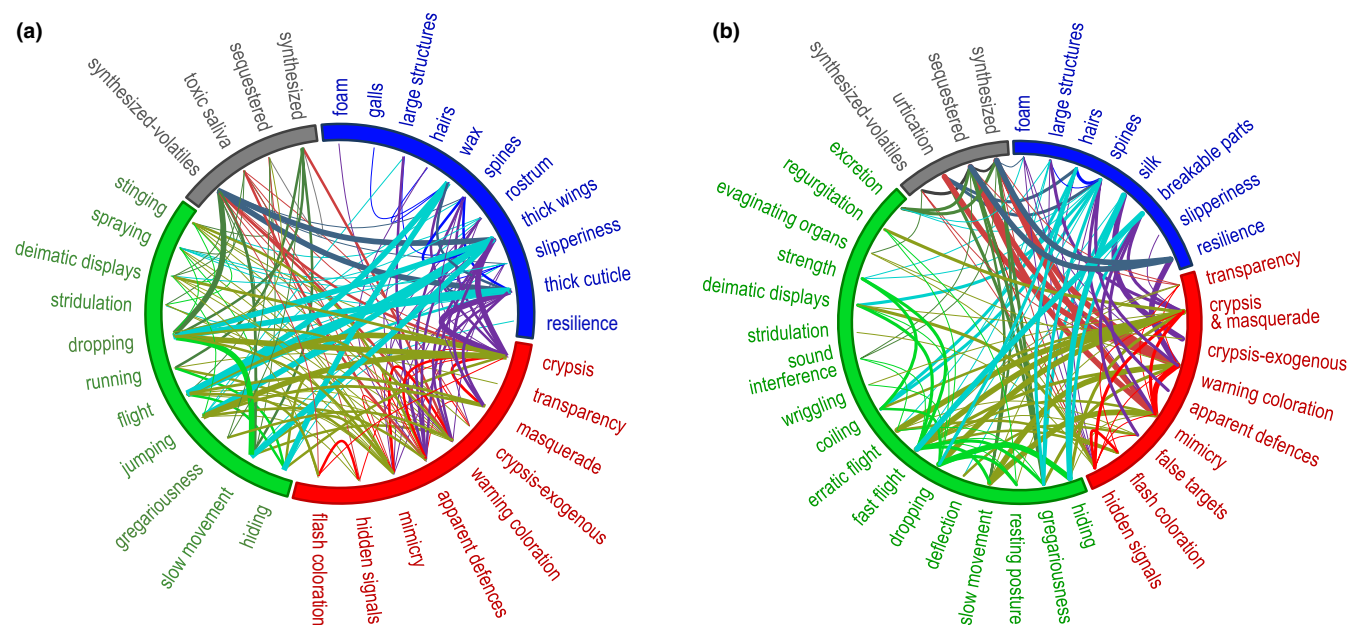 (a)
synthesized-volatiles
toxic saliva
sequestered
synthesized
foam
galls
large structures
hairs
wax
spines
rostrum
thick wings
slipperiness
thick cuticle
resilience
crypsis
transparency
masquerade
crypsis-exogenous
warning coloration
apparent defences
mimicry
hidden signals
flash coloration
hiding
slow movement
gregariousness
jumping
flight
running
dropping
stridulation
deimatic displays
spraying
stinging
(b)
synthesized-volatiles
urtication
sequestered
synthesized
foam
large structures
hairs
spines
silk
breakable parts
slipperiness
resilience
transparency
crypsis
& masquerade
crypsis-exogenous
warning coloration
apparent defences
mimicry
false targets
flash coloration
hidden signals
hiding
gregariousness
resting posture
slow movement
deflection
dropping
fast flight
erratic flight
coiling
wriggling
sound
interference
stridulation
deimatic displays
strength
evaginating organs
regurgitation
excretion